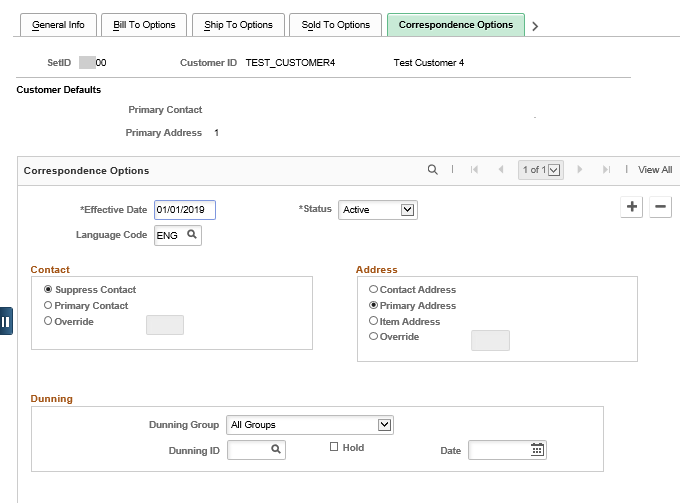 General Info Bill To Options Ship To Options Sold To Options Correspondence Options
SetID 00 Customer ID TEST_CUSTOMER4 Test Customer 4
Customer Defaults
Primary Contact
Primary Address 1
Correspondence Options 1 of 1 View All
*Effective Date 01/01/2019 *Status Active
Language Code ENG
Contact
Suppress Contact
Primary Contact
Override
Address
Contact Address
Primary Address
Item Address
Override
Dunning
Dunning Group All Groups
Dunning ID Hold Date